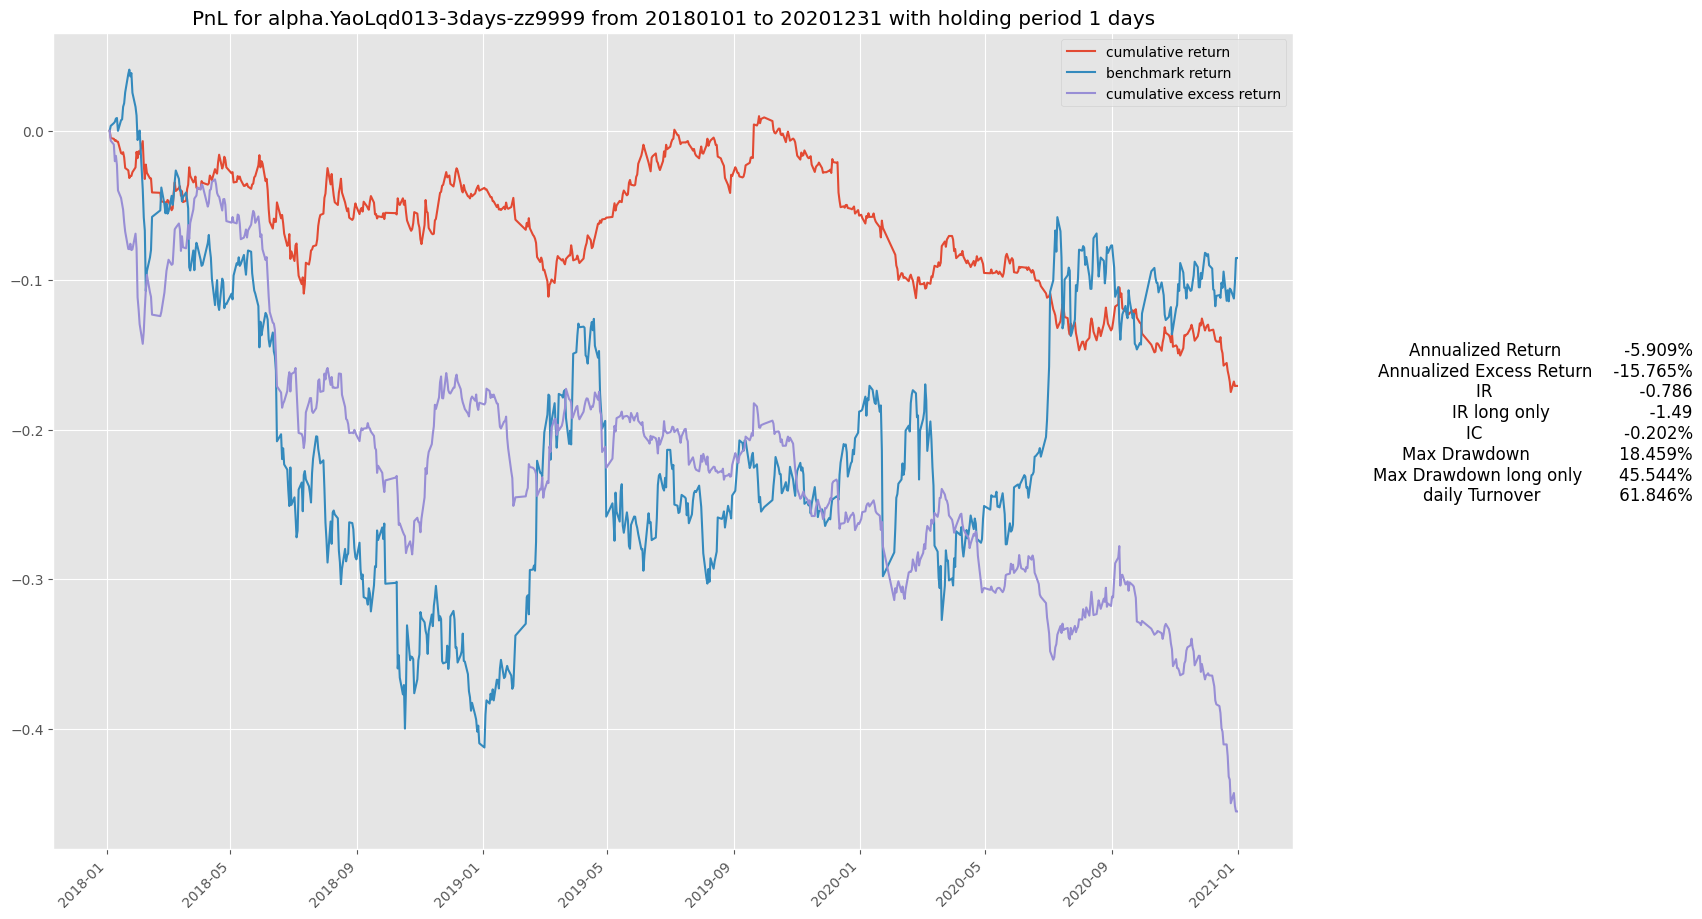 PnL for alpha.YaoLqd013-3days-zz9999 from 20180101 to 20201231 with holding period 1 days
cumulative return
benchmark return
cumulative excess return
0.0
−0.1
−0.2
−0.3
−0.4
Annualized Return -5.909%
Annualized Excess Return -15.765%
IR -0.786
IR long only -1.49
IC -0.202%
Max Drawdown 18.459%
Max Drawdown long only 45.544%
daily Turnover 61.846%
2018-01
2018-05
2018-09
2019-01
2019-05
2019-09
2020-01
2020-05
2020-09
2021-01